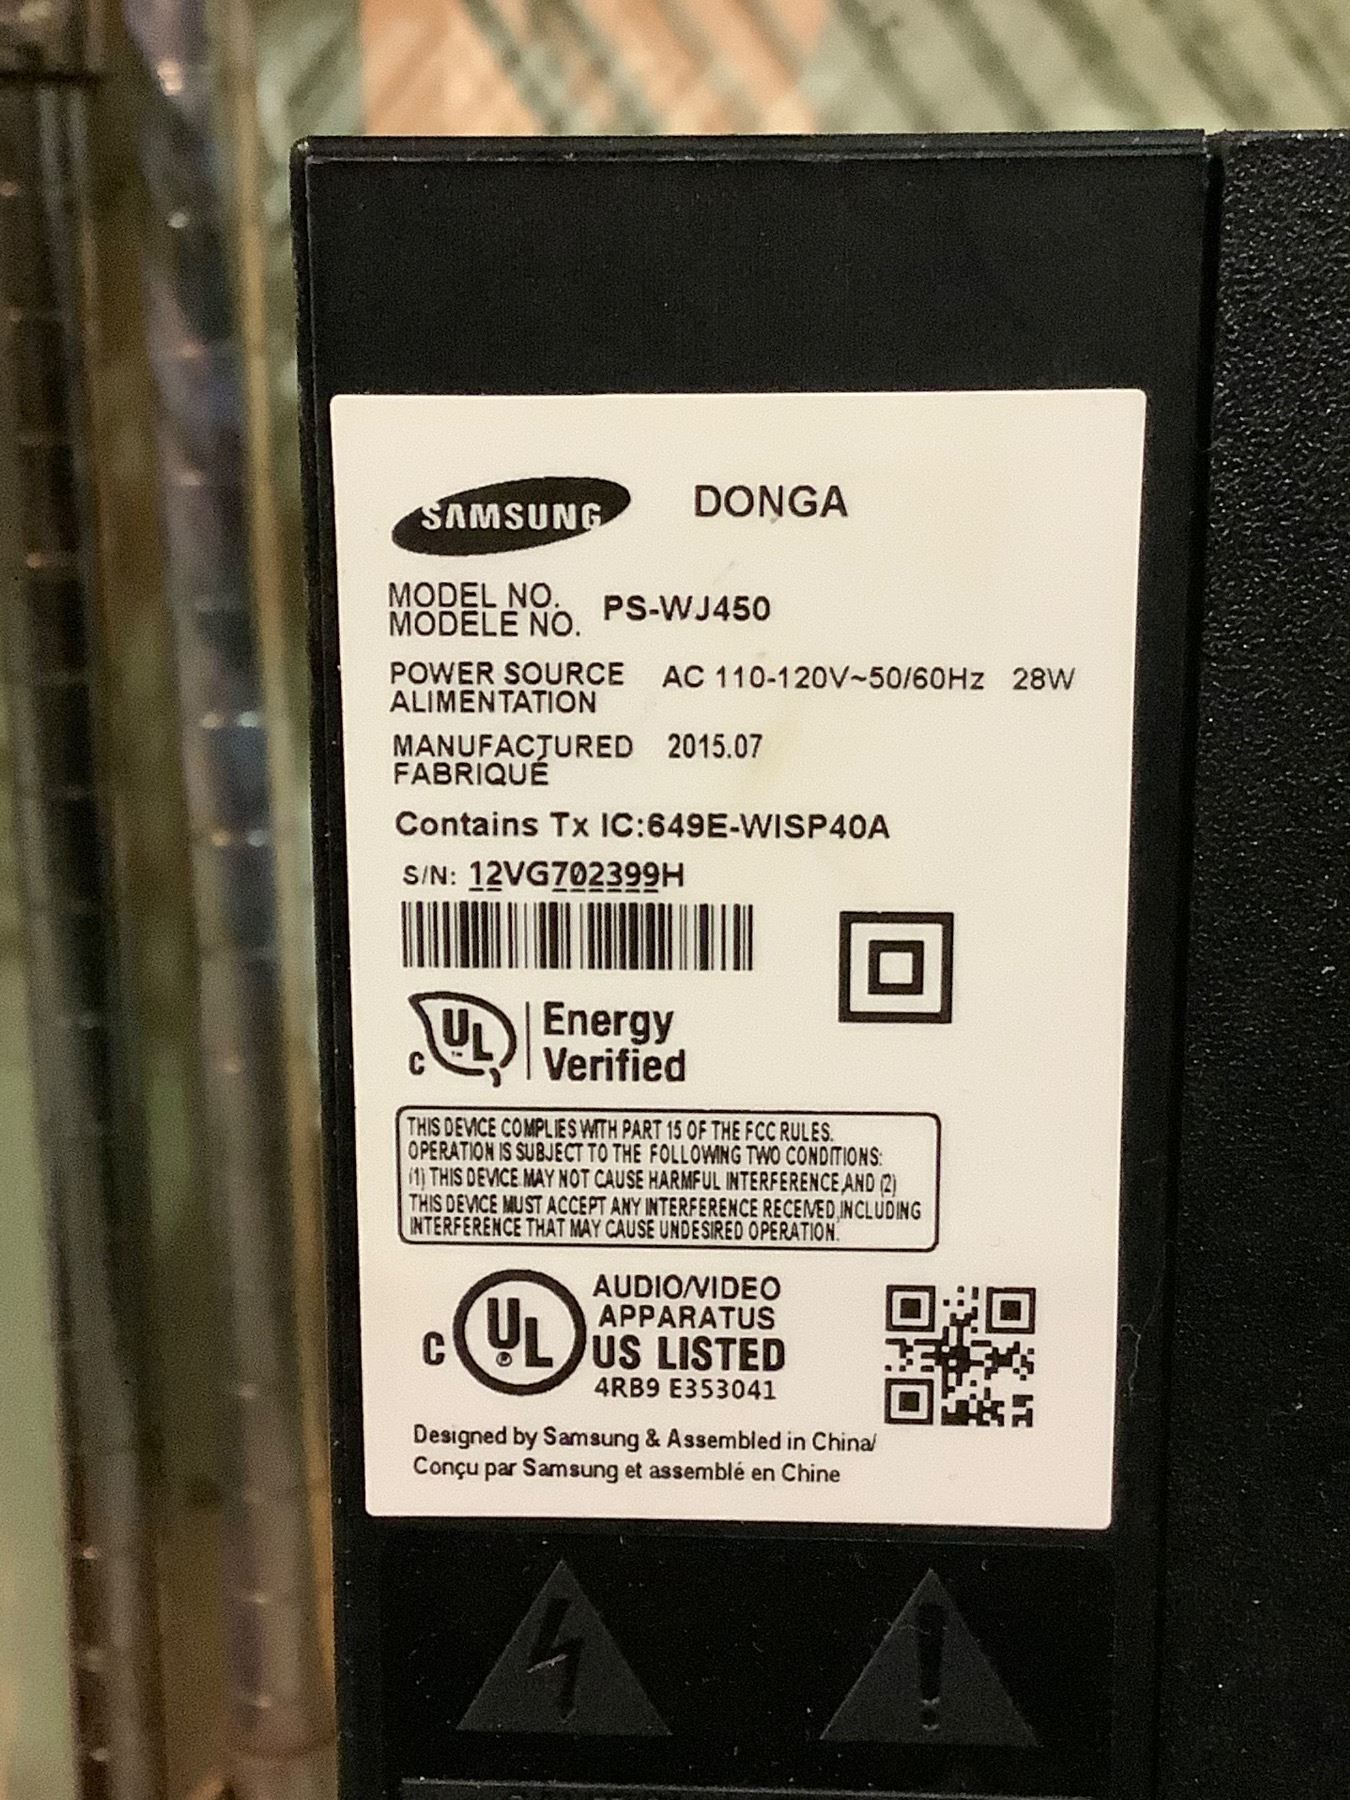 SAMSUNG DONGA
MODEL NO. PS-WJ450
MODELE NO.
POWER SOURCE AC 110-120V~50/60Hz 28W
ALIMENTATION
MANUFACTURED 2015.07
FABRIQUÉ
Contains Tx IC:649E-WISP40A
S/N: 12VG702399H
C UL Energy
Verified
THIS DEVICE COMPLIES WITH PART 15 OF THE FCC RULES.
OPERATION IS SUBJECT TO THE FOLLOWING TWO CONDITIONS:
(1) THIS DEVICE MAY NOT CAUSE HARMFUL INTERFERENCE,AND (2)
THIS DEVICE MUST ACCEPT ANY INTERFERENCE RECEIVED,INCLUDING
INTERFERENCE THAT MAY CAUSE UNDESIRED OPERATION.
C UL ® AUDIO/VIDEO
APPARATUS
US LISTED
4RB9 E353041
Designed by Samsung & Assembled in China/
Conçu par Samsung et assemblé en Chine